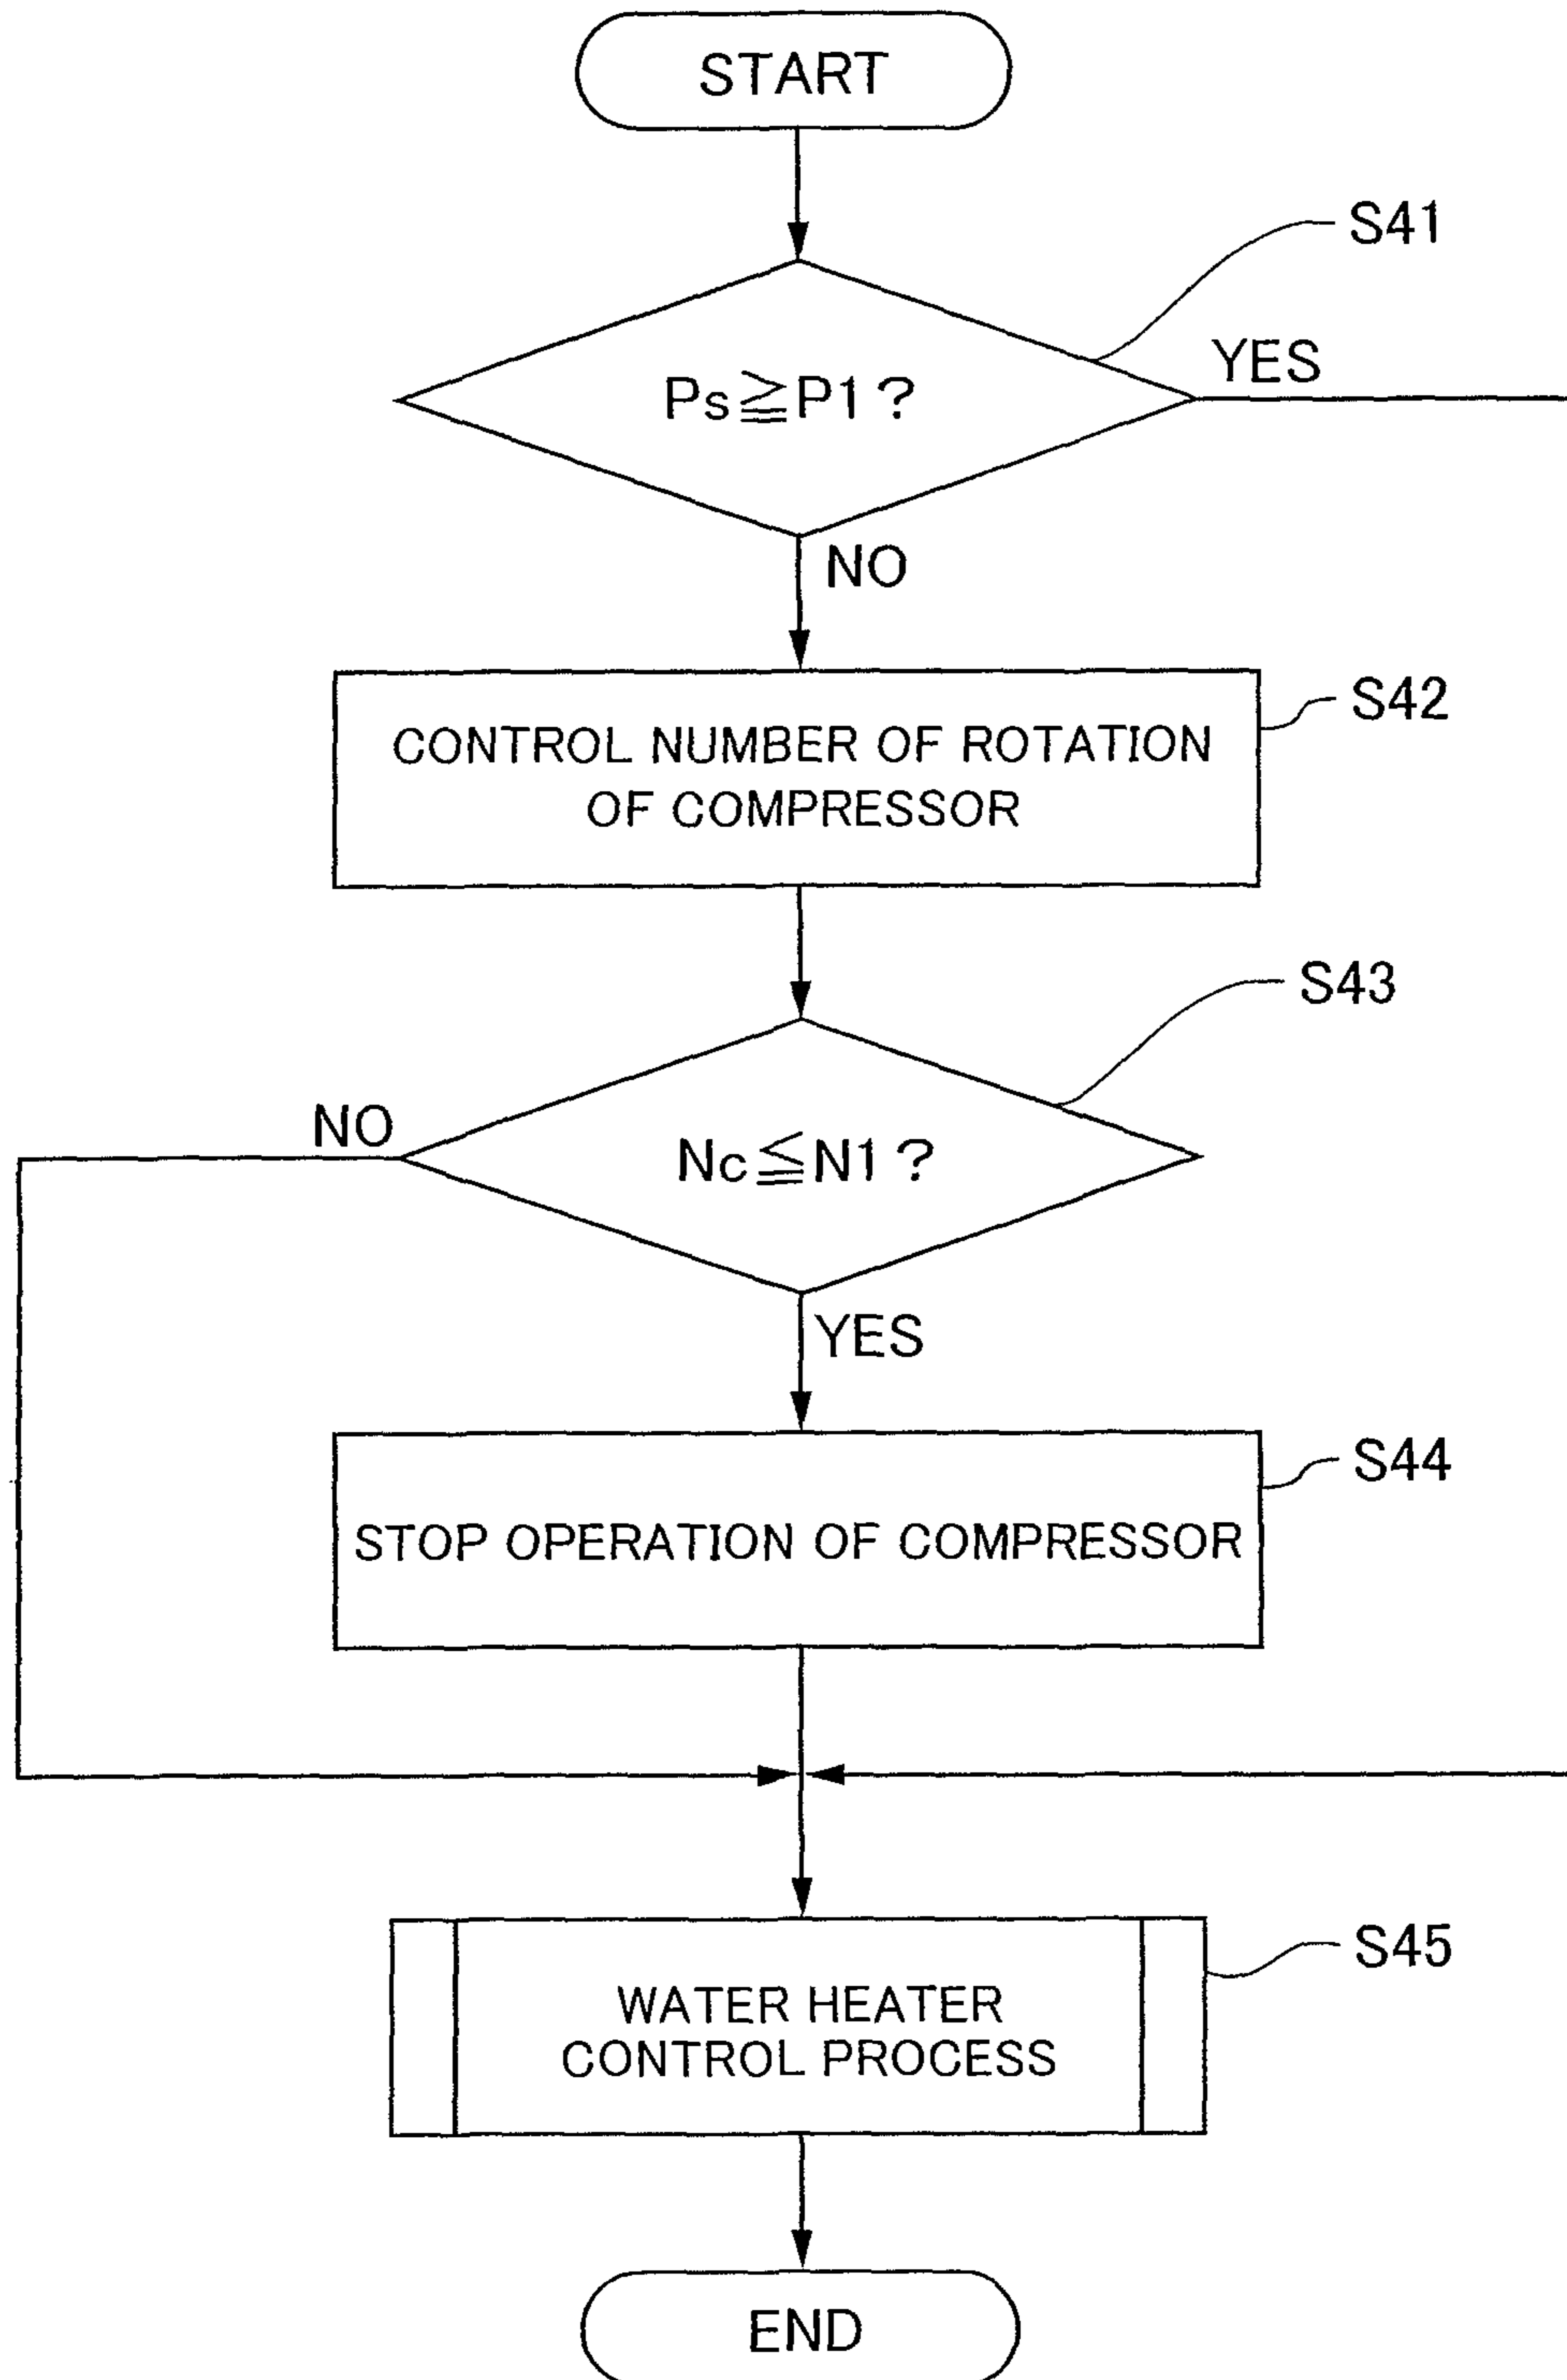 START
S41
Ps≧P1?
YES
NO
S42
CONTROL NUMBER OF ROTATION
OF COMPRESSOR
S43
NO
Nc≦N1?
YES
S44
STOP OPERATION OF COMPRESSOR
S45
WATER HEATER
CONTROL PROCESS
END